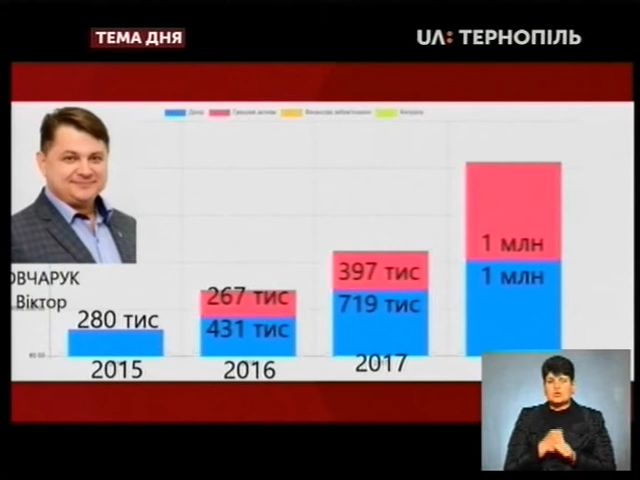 ТЕМА ДНЯ
UA: ТЕРНОПІЛЬ
ОВЧАРУК
Віктор
280 тис
267 тис
431 тис
397 тис
719 тис
1 млн
1 млн
2015
2016
2017